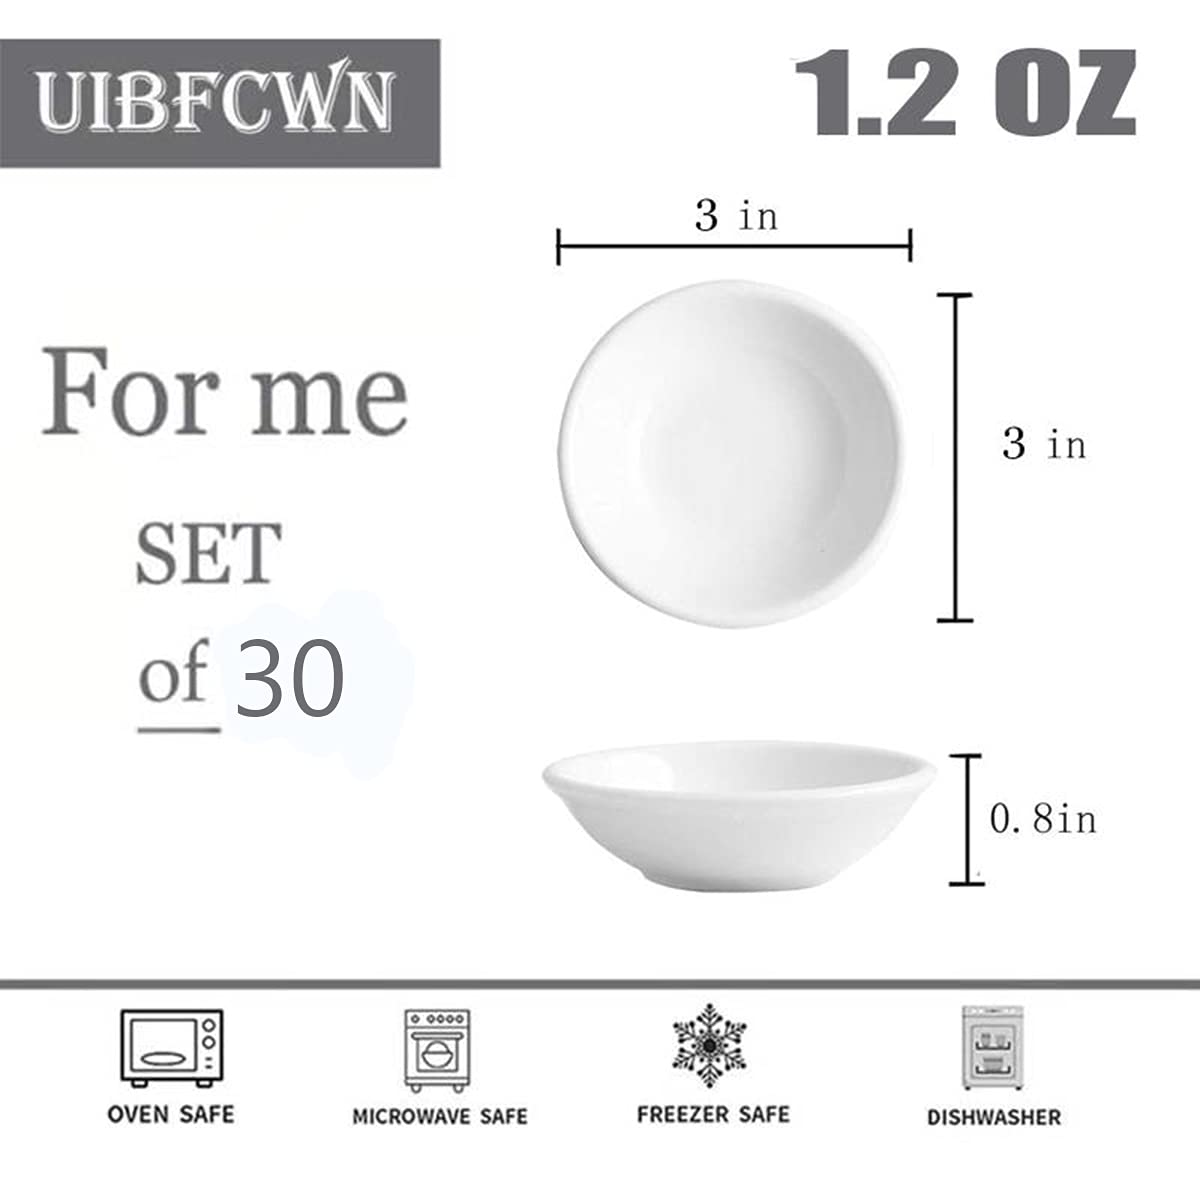 UIBFCWN
1.2 OZ
3 in
3 in
For me
SET
of 30
0.8in
OVEN SAFE
MICROWAVE SAFE
FREEZER SAFE
DISHWASHER